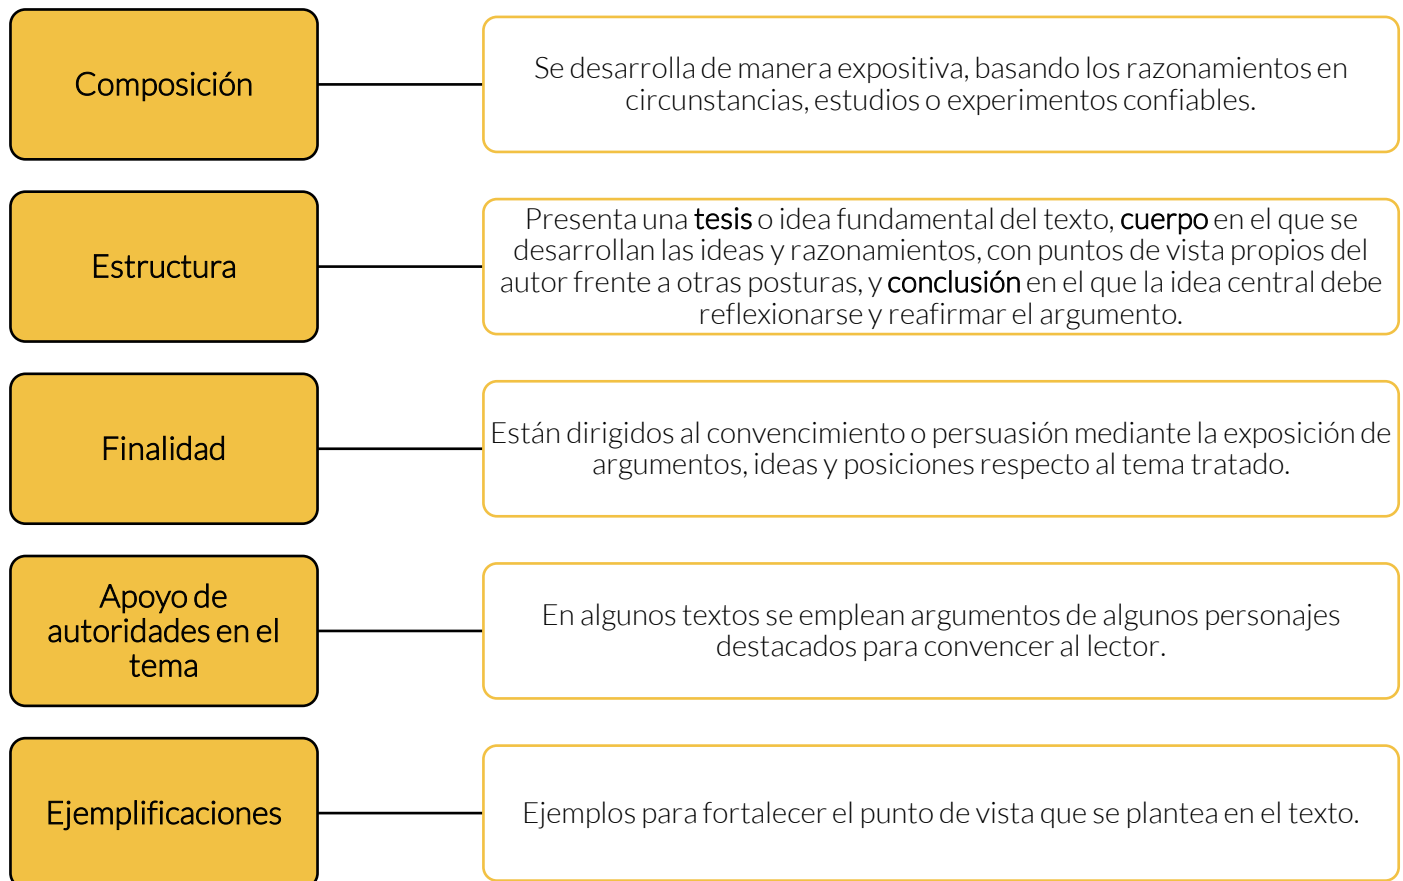 Composición
Se desarrolla de manera expositiva, basando los razonamientos en
circunstancias, estudios o experimentos confiables.
Estructura
Presenta una tesis o idea fundamental del texto, cuerpo en el que se
desarrollan las ideas y razonamientos, con puntos de vista propios del
autor frente a otras posturas, y conclusión en el que la idea central debe
reflexionarse y reafirmar el argumento.
Finalidad
Están dirigidos al convencimiento o persuasión mediante la exposición de
argumentos, ideas y posiciones respecto al tema tratado.
Apoyo de
autoridades en el
tema
En algunos textos se emplean argumentos de algunos personajes
destacados para convencer al lector.
Ejemplificaciones
Ejemplos para fortalecer el punto de vista que se plantea en el texto.